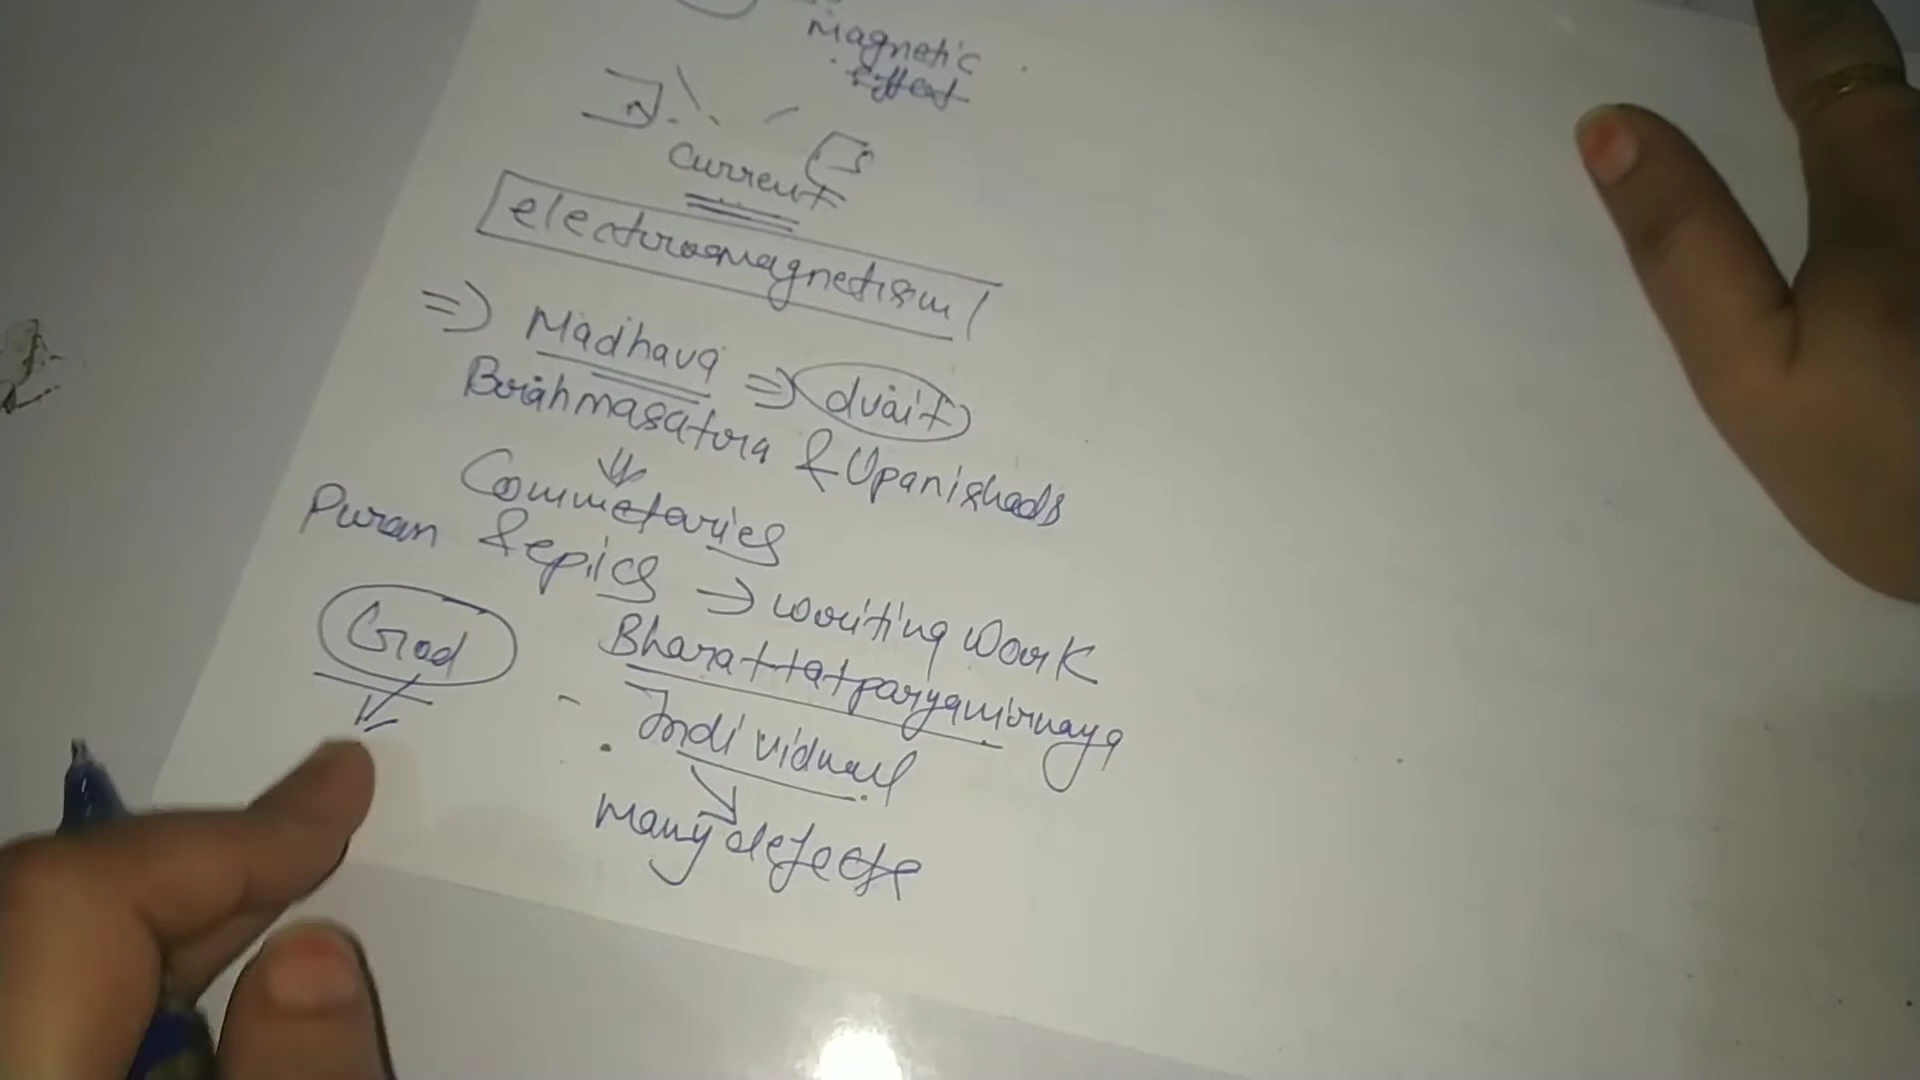 Magnetic
effect
N
S
Current
electromagnetism
=> Madhava => dvait
Brahmasutra & Upanishads
Commetaries
Puran & epics -> writing work
God Bharattatparyanirnaya
- Individual
many defects